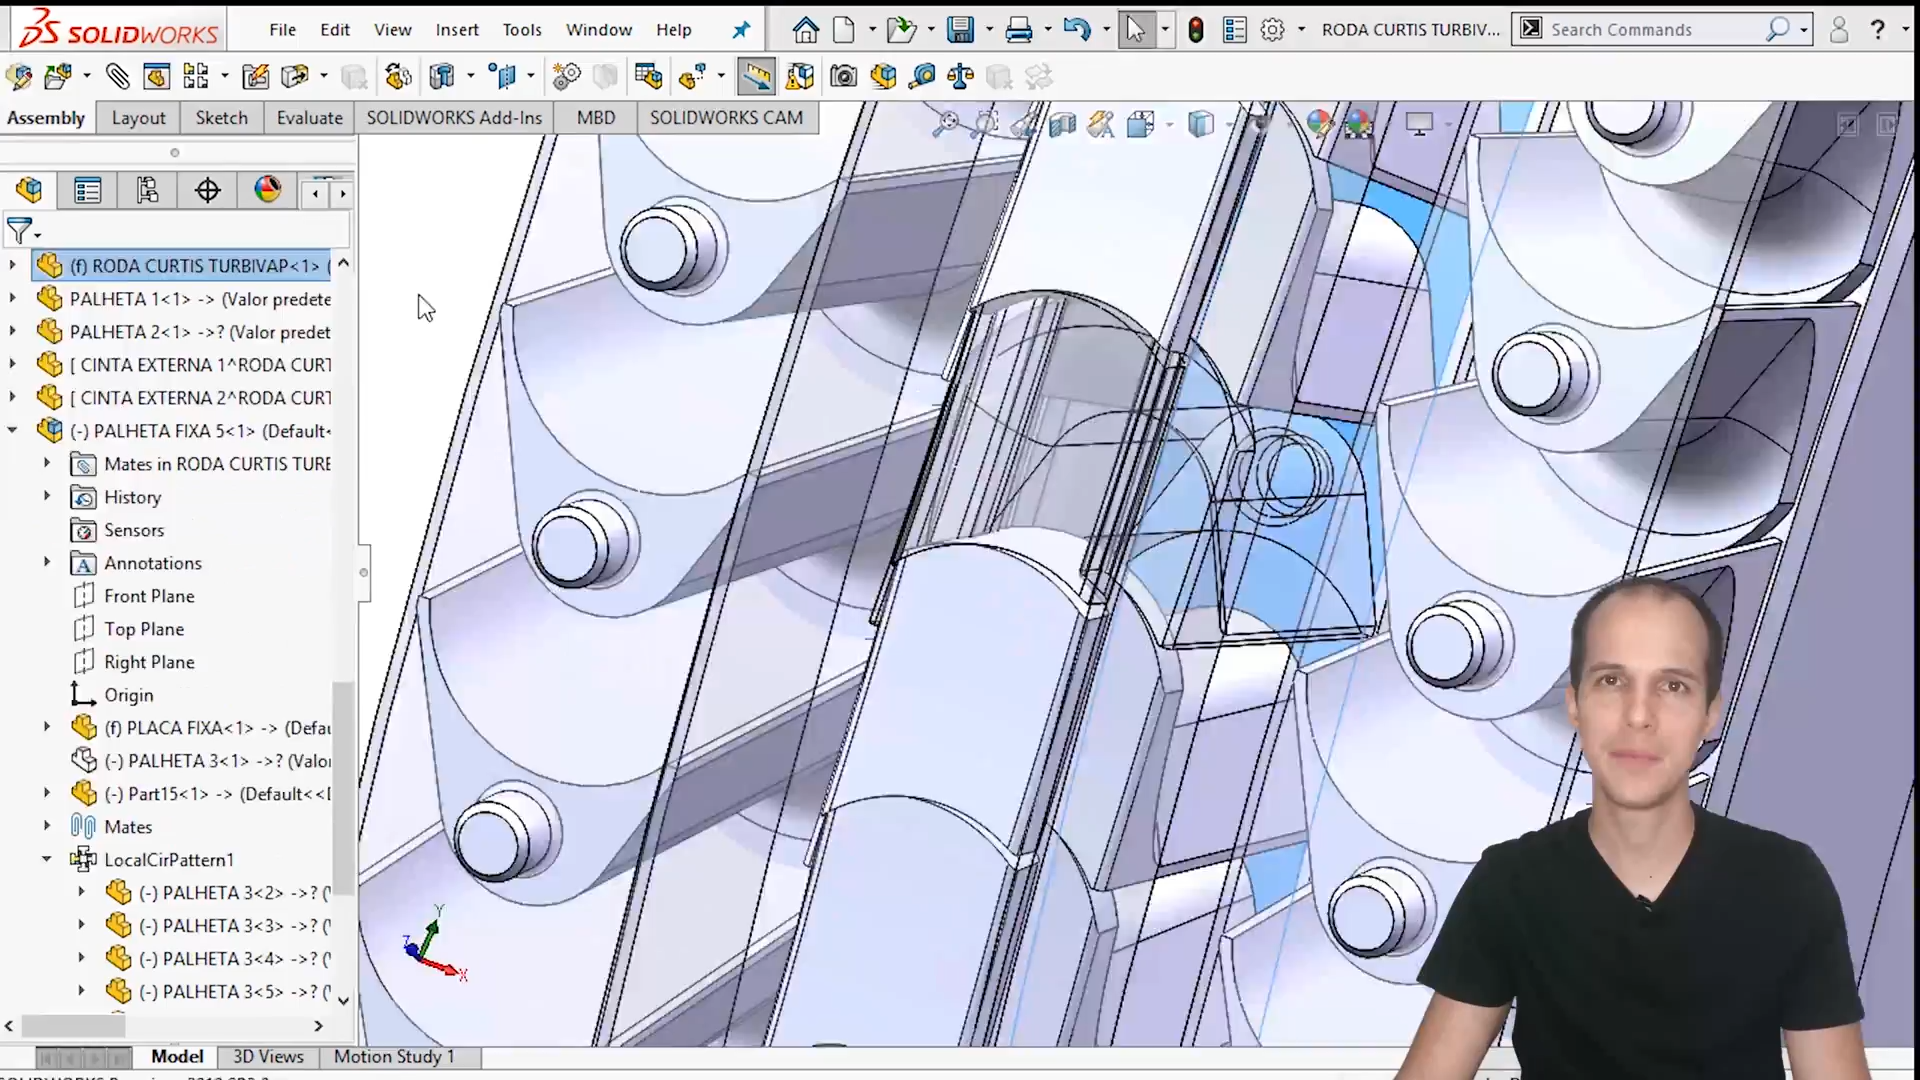 SOLIDWORKS File Edit View Insert Tools Window Help RODA CURTIS TURBIV... Search Commands ?
Assembly Layout Sketch Evaluate SOLIDWORKS Add-Ins MBD SOLIDWORKS CAM
(f) RODA CURTIS TURBIVAP<1> (
PALHETA 1<1> -> (Valor predete
PALHETA 2<1> ->? (Valor predet
[ CINTA EXTERNA 1^RODA CURT
[ CINTA EXTERNA 2^RODA CURT
(-) PALHETA FIXA 5<1> (Default<
Mates in RODA CURTIS TURE
History
Sensors
Annotations
Front Plane
Top Plane
Right Plane
Origin
(f) PLACA FIXA<1> -> (Defau
(-) PALHETA 3<1> ->? (Valor
(-) Part15<1> -> (Default<<I
Mates
LocalCirPattern1
(-) PALHETA 3<2> ->? (
(-) PALHETA 3<3> ->? (
(-) PALHETA 3<4> ->? (
(-) PALHETA 3<5> ->? (
Y
Z
X
Model 3D Views Motion Study 1